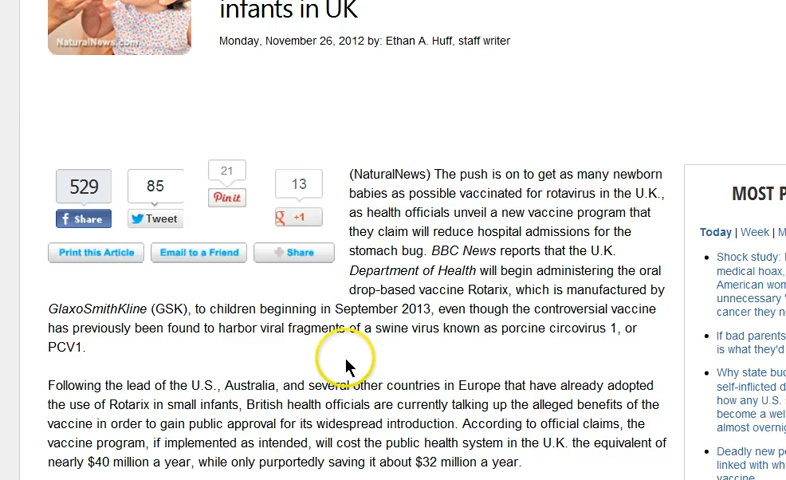 infants in UK
NaturalNews.com
Monday, November 26, 2012 by: Ethan A. Huff, staff writer
529
85
21
13
Share
Tweet
Pin it
+1
Print this Article
Email to a Friend
Share
(NaturalNews) The push is on to get as many newborn
babies as possible vaccinated for rotavirus in the U.K.,
as health officials unveil a new vaccine program that
they claim will reduce hospital admissions for the
stomach bug. BBC News reports that the U.K.
Department of Health will begin administering the oral
drop-based vaccine Rotarix, which is manufactured by
GlaxoSmithKline (GSK), to children beginning in September 2013, even though the controversial vaccine
has previously been found to harbor viral fragments of a swine virus known as porcine circovirus 1, or
PCV1.
Following the lead of the U.S., Australia, and several other countries in Europe that have already adopted
the use of Rotarix in small infants, British health officials are currently talking up the alleged benefits of the
vaccine in order to gain public approval for its widespread introduction. According to official claims, the
vaccine program, if implemented as intended, will cost the public health system in the U.K. the equivalent of
nearly $40 million a year, while only purportedly saving it about $32 million a year.
MOST P
Today | Week | M
Shock study:
medical hoax,
American wom
unnecessary '
cancer they n
If bad parents
is what they'd
Why state bud
self-inflicted d
how any U.S.
become a wel
almost overni
Deadly new p
linked with wh
vaccine